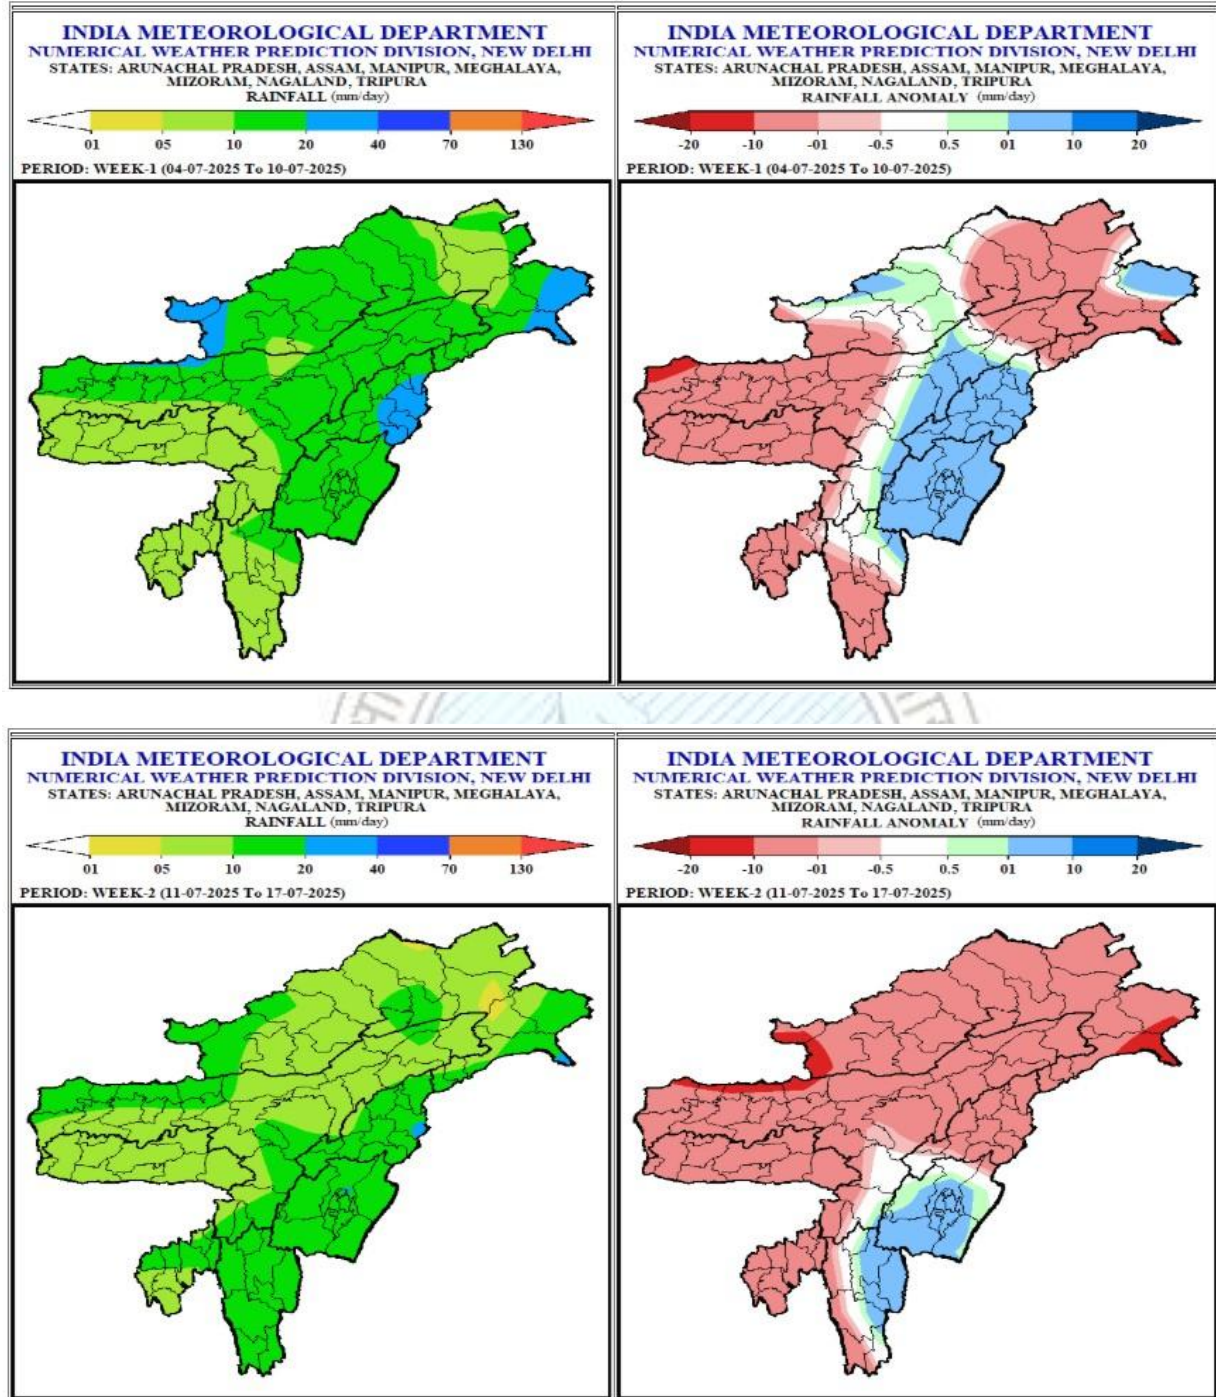 INDIA METEOROLOGICAL DEPARTMENT
NUMERICAL WEATHER PREDICTION DIVISION, NEW DELHI
STATES: ARUNACHAL PRADESH, ASSAM, MANIPUR, MEGHALAYA,
MIZORAM, NAGALAND, TRIPURA
RAINFALL (mm/day)
01 05 10 20 40 70 130
PERIOD: WEEK-1 (04-07-2025 To 10-07-2025)
INDIA METEOROLOGICAL DEPARTMENT
NUMERICAL WEATHER PREDICTION DIVISION, NEW DELHI
STATES: ARUNACHAL PRADESH, ASSAM, MANIPUR, MEGHALAYA,
MIZORAM, NAGALAND, TRIPURA
RAINFALL ANOMALY (mm/day)
-20 -10 -01 -0.5 0.5 01 10 20
PERIOD: WEEK-1 (04-07-2025 To 10-07-2025)
INDIA METEOROLOGICAL DEPARTMENT
NUMERICAL WEATHER PREDICTION DIVISION, NEW DELHI
STATES: ARUNACHAL PRADESH, ASSAM, MANIPUR, MEGHALAYA,
MIZORAM, NAGALAND, TRIPURA
RAINFALL (mm/day)
01 05 10 20 40 70 130
PERIOD: WEEK-2 (11-07-2025 To 17-07-2025)
INDIA METEOROLOGICAL DEPARTMENT
NUMERICAL WEATHER PREDICTION DIVISION, NEW DELHI
STATES: ARUNACHAL PRADESH, ASSAM, MANIPUR, MEGHALAYA,
MIZORAM, NAGALAND, TRIPURA
RAINFALL ANOMALY (mm/day)
-20 -10 -01 -0.5 0.5 01 10 20
PERIOD: WEEK-2 (11-07-2025 To 17-07-2025)